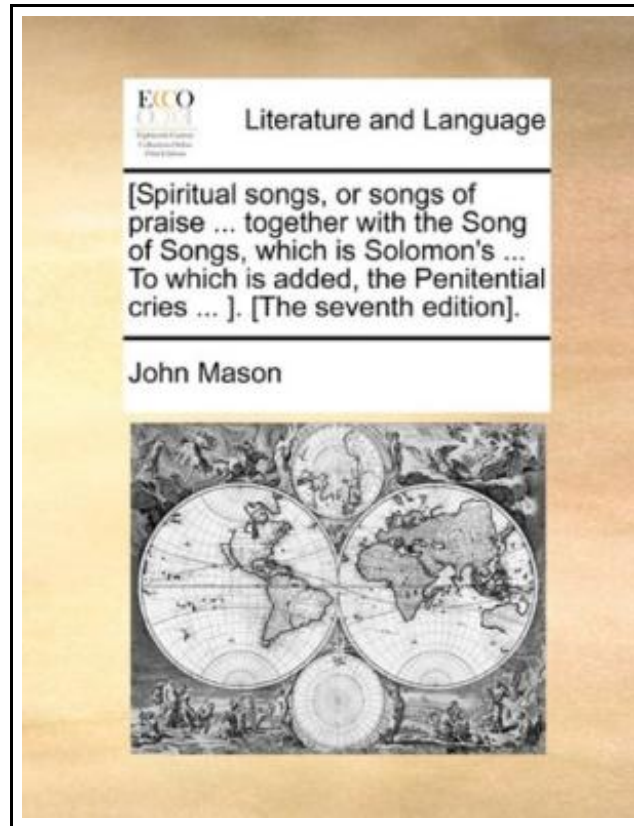 ECCO
Literature and Language
[Spiritual songs, or songs of
praise ... together with the Song
of Songs, which is Solomon's ...
To which is added, the Penitential
cries ... ]. [The seventh edition].
John Mason